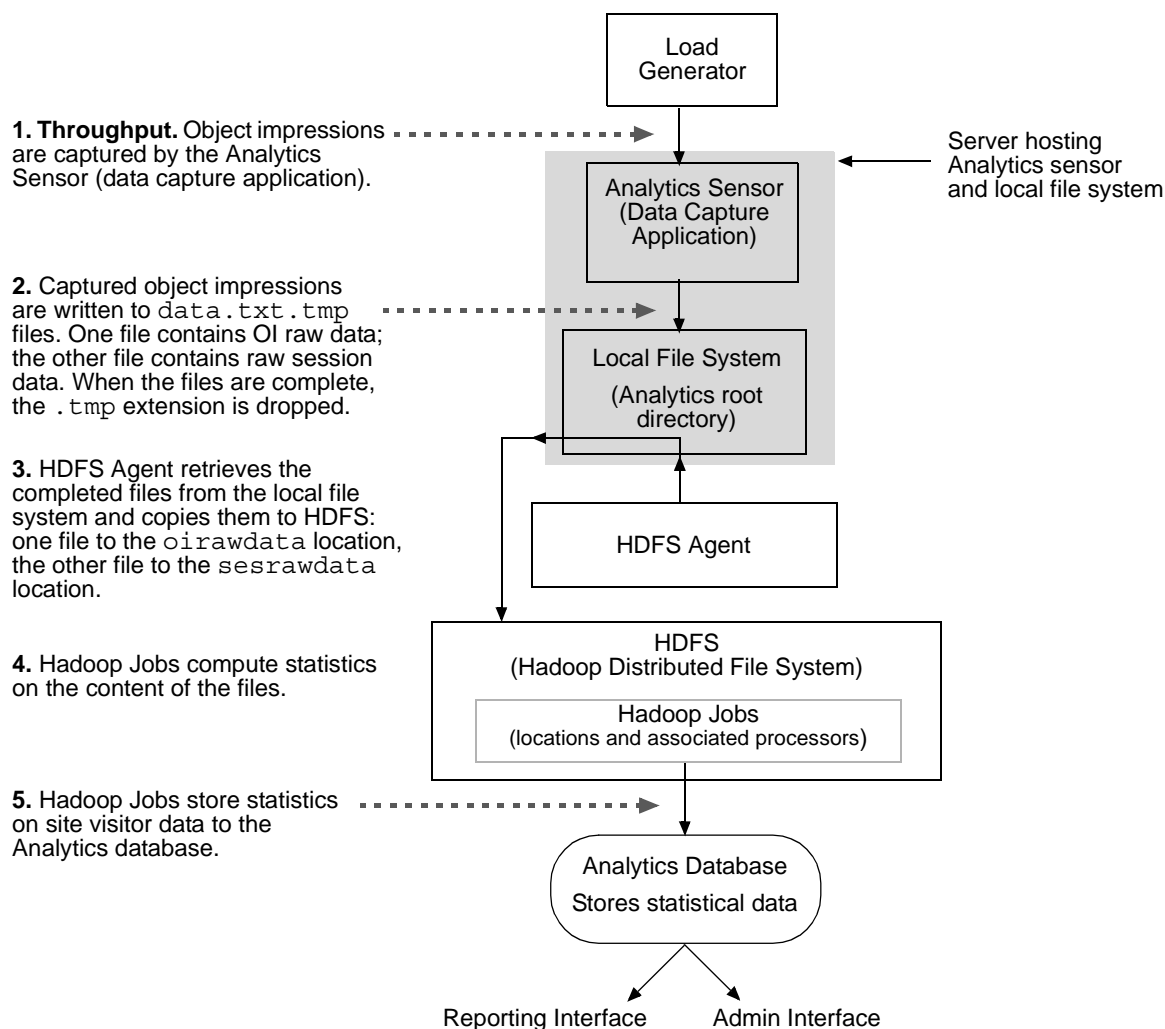 Load
Generator
1. Throughput. Object impressions
are captured by the Analytics
Sensor (data capture application).
Server hosting
Analytics sensor
and local file system
Analytics Sensor
(Data Capture
Application)
2. Captured object impressions
are written to data.txt.tmp
files. One file contains OI raw data;
the other file contains raw session
data. When the files are complete,
the .tmp extension is dropped.
Local File System
(Analytics root
directory)
3. HDFS Agent retrieves the
completed files from the local file
system and copies them to HDFS:
one file to the oirawdata location,
the other file to the sesrawdata
location.
HDFS Agent
HDFS
(Hadoop Distributed File System)
4. Hadoop Jobs compute statistics
on the content of the files.
Hadoop Jobs
(locations and associated processors)
5. Hadoop Jobs store statistics
on site visitor data to the
Analytics database.
Analytics Database
Stores statistical data
Reporting Interface
Admin Interface